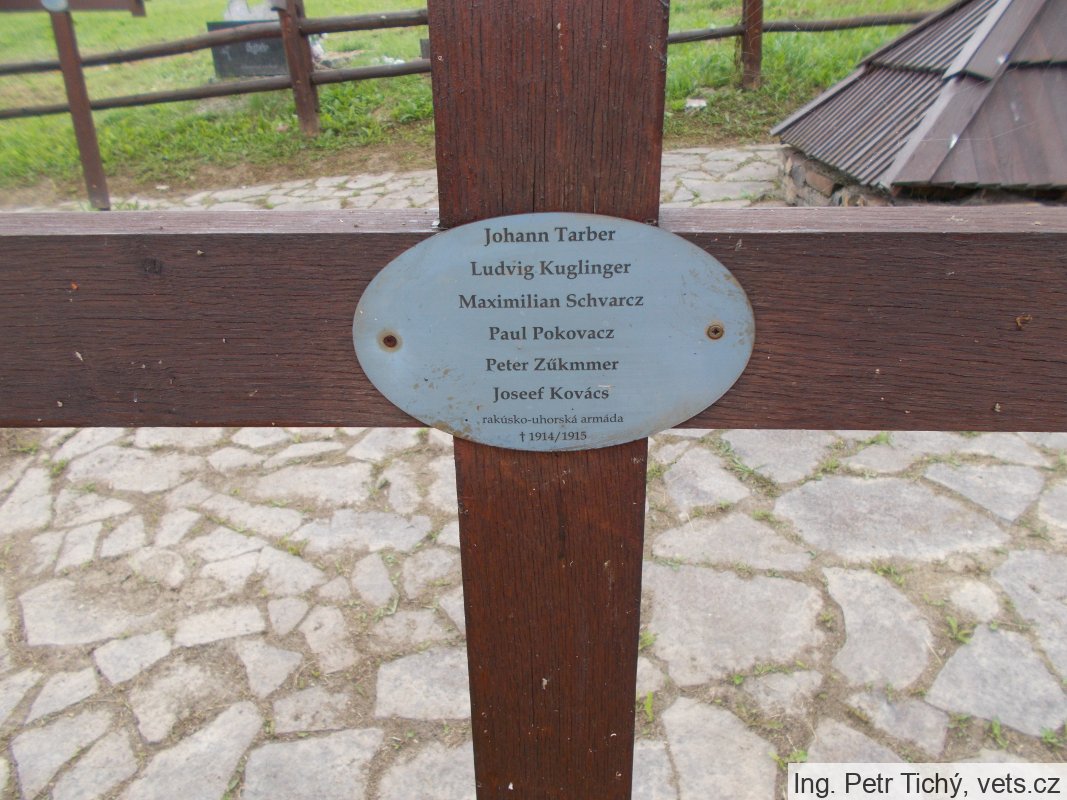 Johann Tarber
Ludvig Kuglinger
Maximilian Schvarcz
Paul Pokovacz
Peter Zűkmmer
Joseef Kovács
rakúsko-uhorská armáda
† 1914/1915
Ing. Petr Tichý, vets.cz